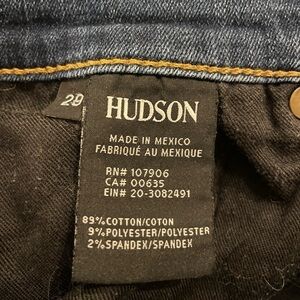 29
HUDSON
MADE IN MEXICO
FABRIQUÉ AU MEXIQUE
RN# 107906
CA# 00635
EIN# 20-3082491
89%COTTON/COTON
9%POLYESTER/POLYESTER
2%SPANDEX/SPANDEX